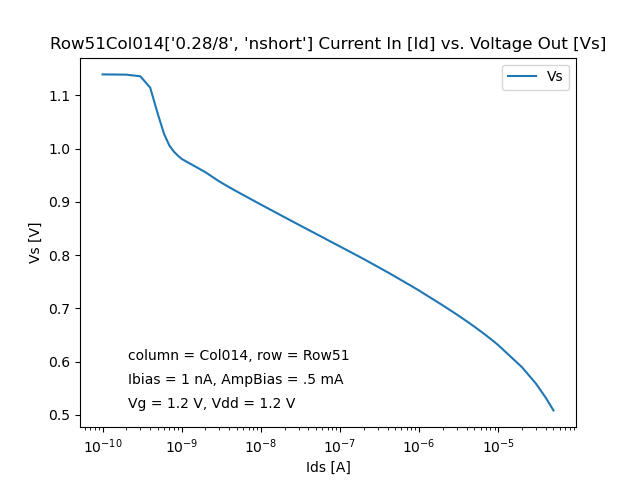 Row51Col014['0.28/8', 'nshort'] Current In [Id] vs. Voltage Out [Vs]
Vs
1.1
1.0
0.9
0.8
0.7
0.6
0.5
Vs [V]
column = Col014, row = Row51
Ibias = 1 nA, AmpBias = .5 mA
Vg = 1.2 V, Vdd = 1.2 V
10⁻¹⁰ 10⁻⁹ 10⁻⁸ 10⁻⁷ 10⁻⁶ 10⁻⁵
Ids [A]